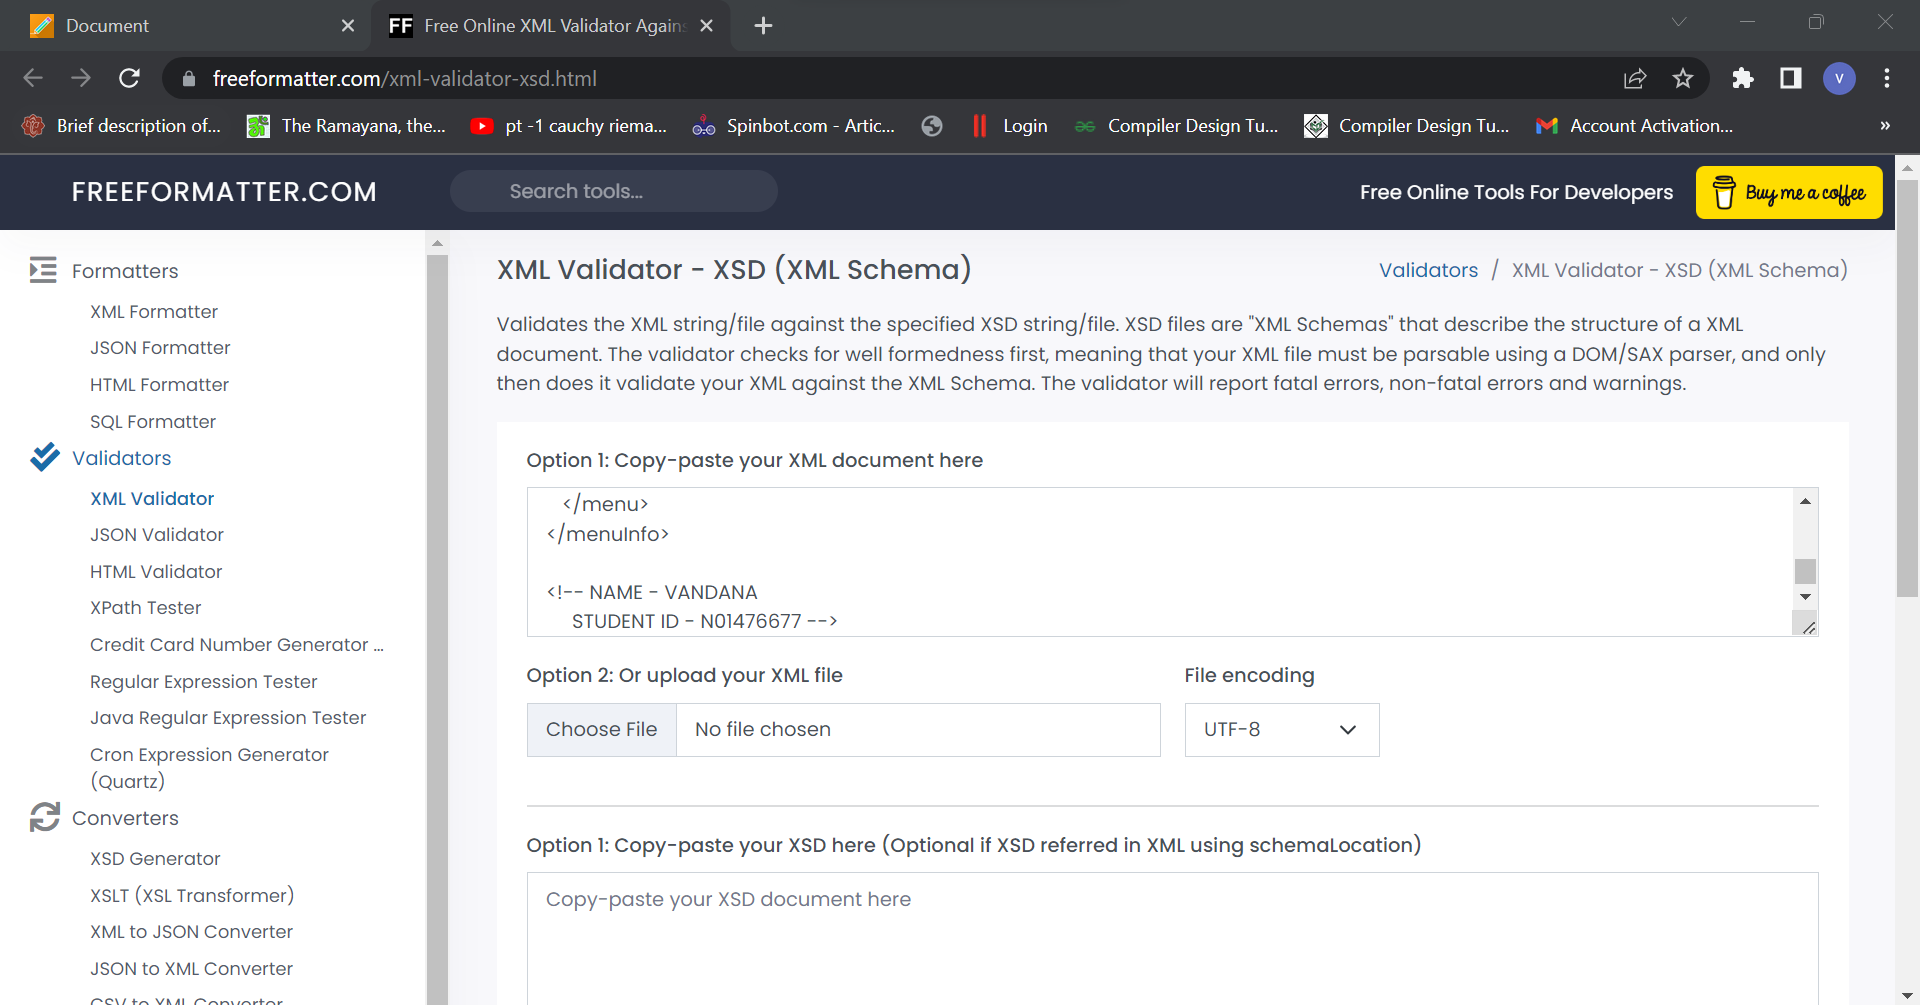 Document
FF Free Online XML Validator Agains
freeformatter.com/xml-validator-xsd.html
V
Brief description of...
The Ramayana, the...
pt -1 cauchy riema...
Spinbot.com - Artic...
Login
Compiler Design Tu...
Compiler Design Tu...
Account Activation...
»
FREEFORMATTER.COM
Search tools...
Free Online Tools For Developers
Buy me a coffee
Formatters
XML Formatter
JSON Formatter
HTML Formatter
SQL Formatter
Validators
XML Validator
JSON Validator
HTML Validator
XPath Tester
Credit Card Number Generator ...
Regular Expression Tester
Java Regular Expression Tester
Cron Expression Generator
(Quartz)
Converters
XSD Generator
XSLT (XSL Transformer)
XML to JSON Converter
JSON to XML Converter
CSV to XML Converter
XML Validator - XSD (XML Schema)
Validators / XML Validator - XSD (XML Schema)
Validates the XML string/file against the specified XSD string/file. XSD files are "XML Schemas" that describe the structure of a XML
document. The validator checks for well formedness first, meaning that your XML file must be parsable using a DOM/SAX parser, and only
then does it validate your XML against the XML Schema. The validator will report fatal errors, non-fatal errors and warnings.
Option 1: Copy-paste your XML document here
</menu>
</menuInfo>
<!-- NAME - VANDANA
STUDENT ID - N01476677 -->
Option 2: Or upload your XML file
File encoding
Choose File No file chosen
UTF-8
Option 1: Copy-paste your XSD here (Optional if XSD referred in XML using schemaLocation)
Copy-paste your XSD document here